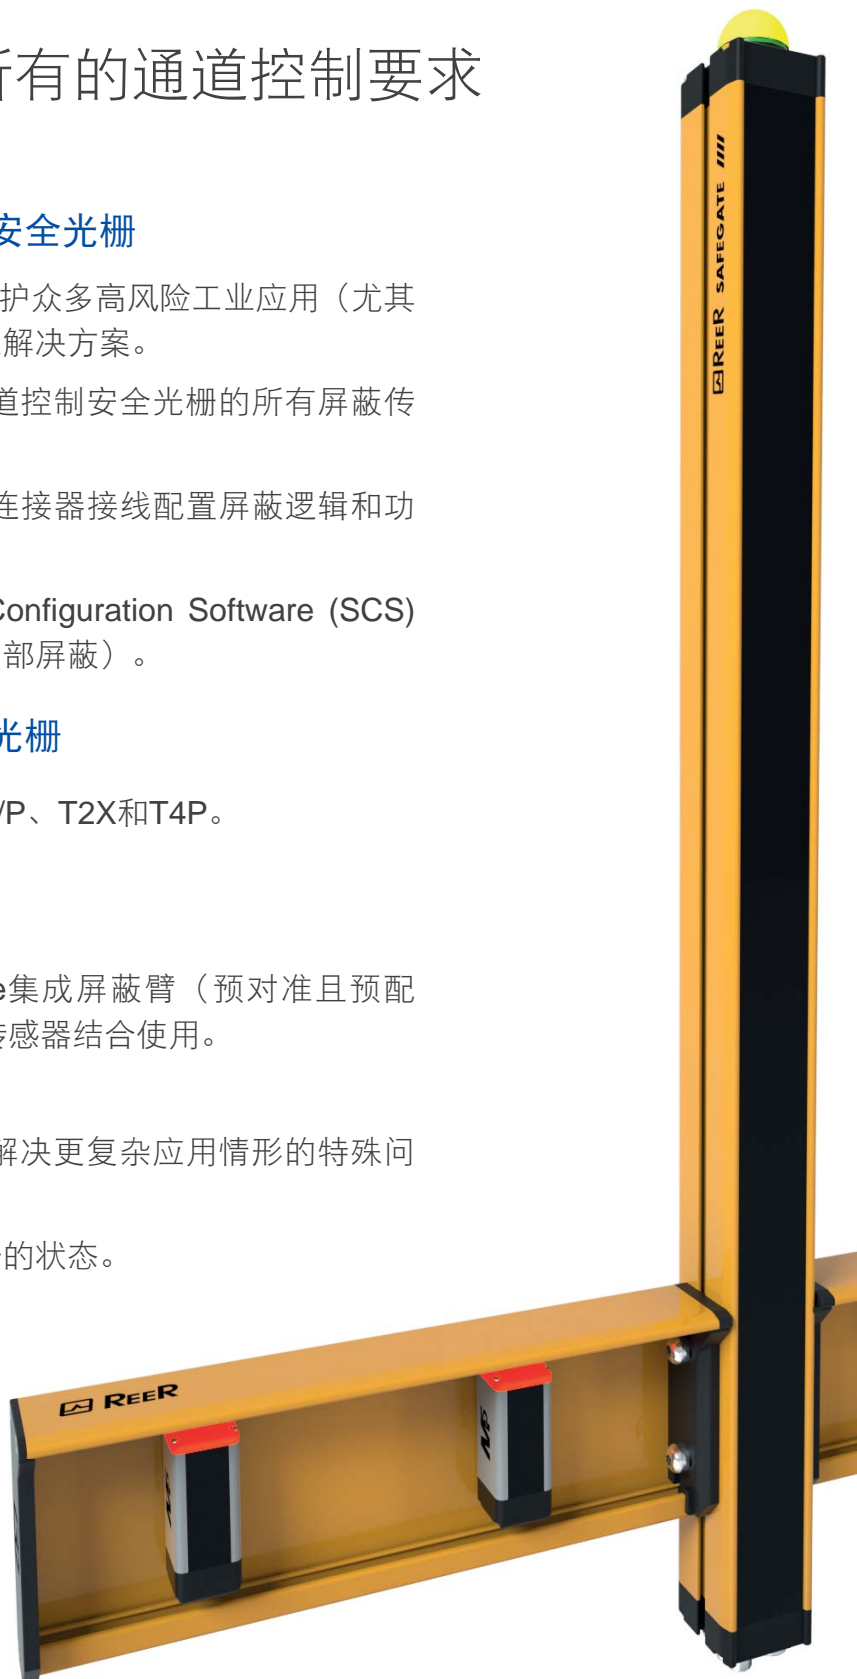 所有的通道控制要求
安全光栅
护众多高风险工业应用（尤其
解决方案。
道控制安全光栅的所有屏蔽传
连接器接线配置屏蔽逻辑和功
Configuration Software (SCS)
部屏蔽）。
光栅
/P、T2X和T4P。
e集成屏蔽臂（预对准且预配
传感器结合使用。
解决更复杂应用情形的特殊问
的状态。
REER SAFEGATE
REER
M5